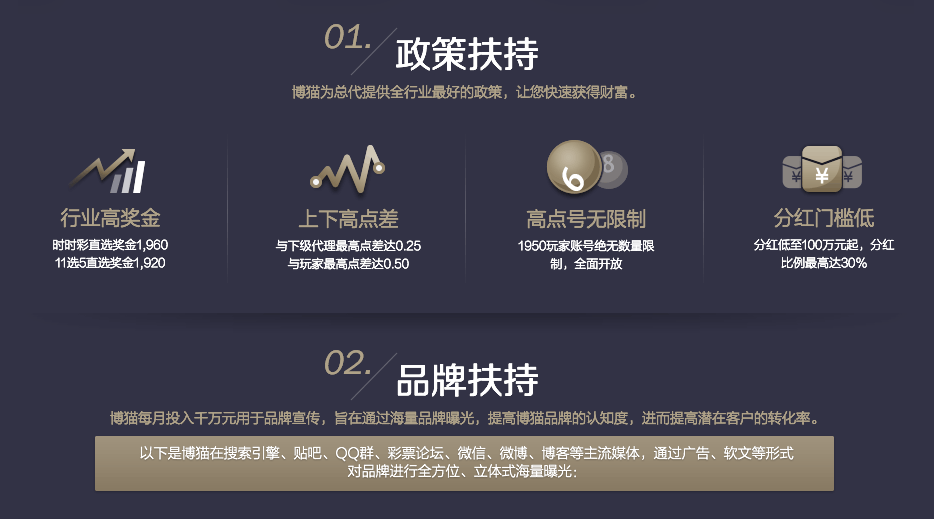 01.
政策扶持
博猫为总代提供全行业最好的政策，让您快速获得财富。
行业高奖金
时时彩直选奖金1,960
11选5直选奖金1,920
上下高点差
与下级代理最高点差达0.25
与玩家最高点差达0.50
6
8
高点号无限制
1950玩家账号绝无数量限
制，全面开放
¥
¥
¥
分红门槛低
分红低至100万元起，分红
比例最高达30%
02.
品牌扶持
博猫每月投入千万元用于品牌宣传，旨在通过海量品牌曝光，提高博猫品牌的认知度，进而提高潜在客户的转化率。
以下是博猫在搜索引擎、贴吧、QQ群、彩票论坛、微信、微博、博客等主流媒体，通过广告、软文等形式
对品牌进行全方位、立体式海量曝光：